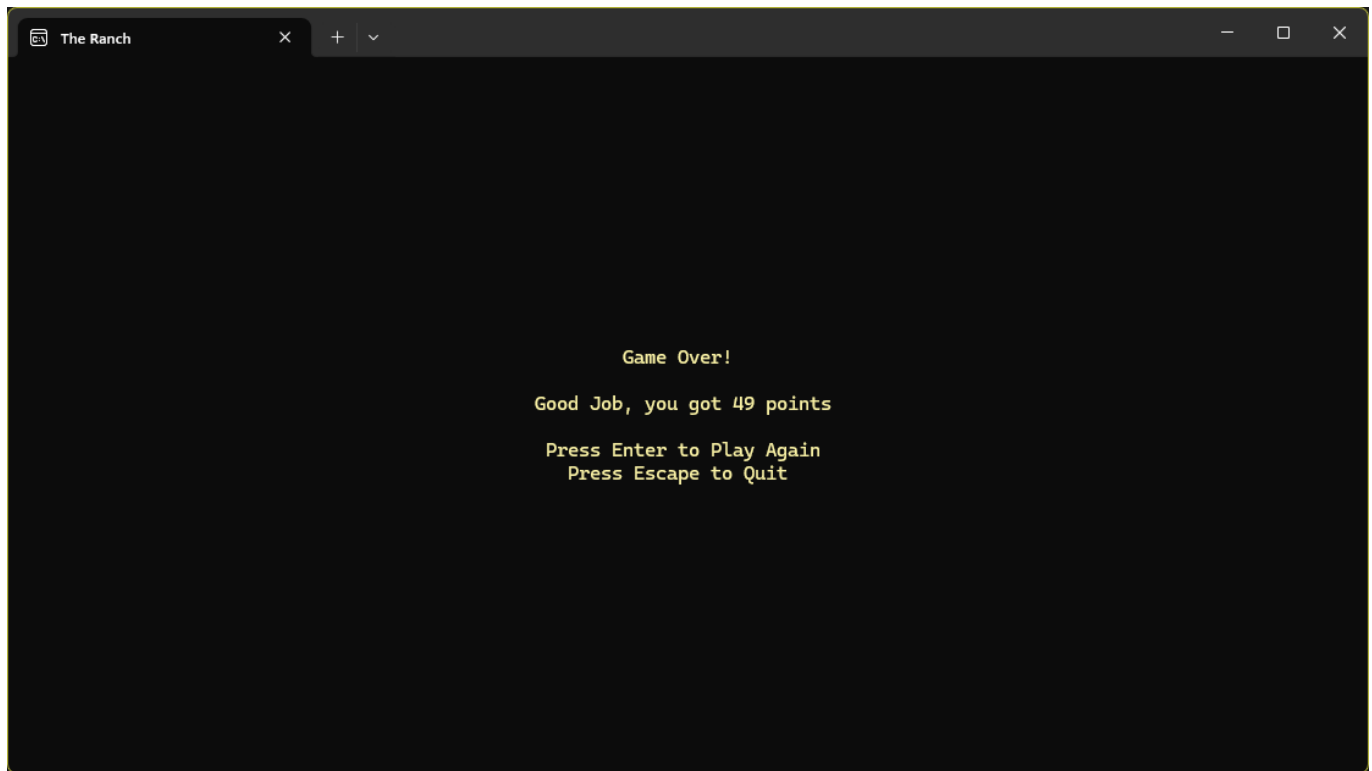 The Ranch
Game Over!
Good Job, you got 49 points
Press Enter to Play Again
Press Escape to Quit